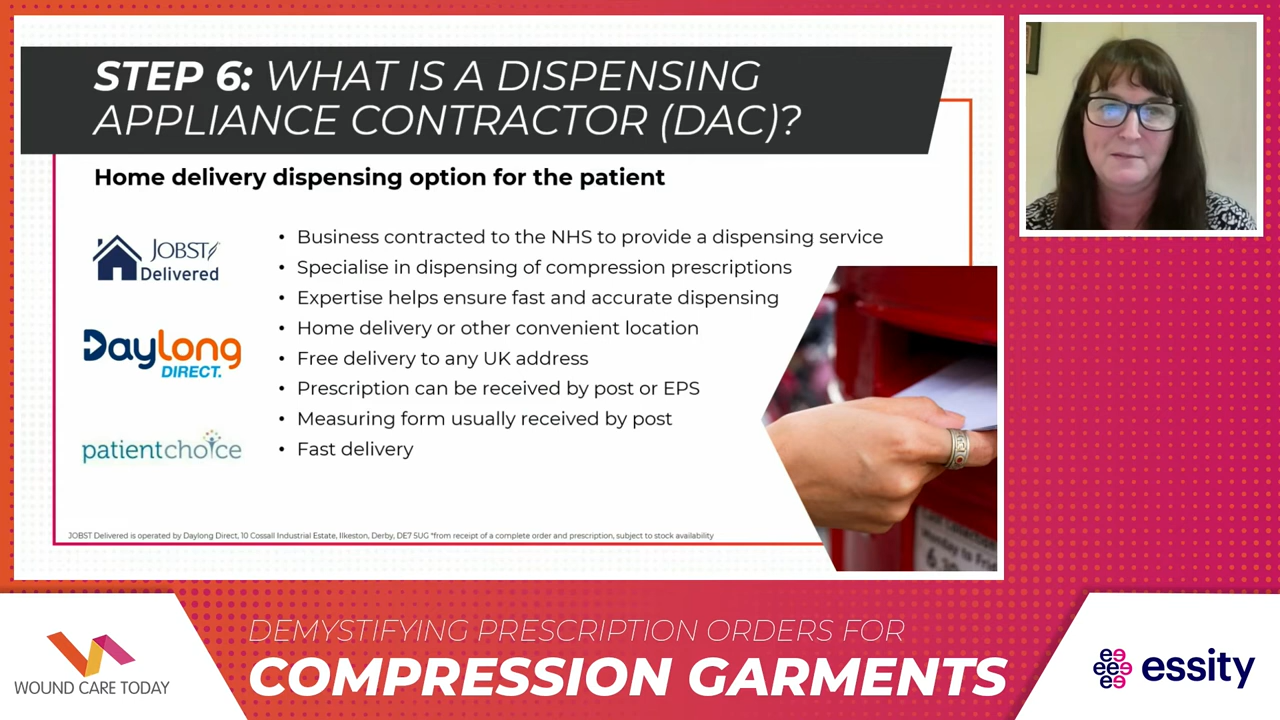 STEP 6: WHAT IS A DISPENSING
APPLIANCE CONTRACTOR (DAC)?
Home delivery dispensing option for the patient
JOBST
Delivered
Daylong
DIRECT.
patientchoice
• Business contracted to the NHS to provide a dispensing service
• Specialise in dispensing of compression prescriptions
• Expertise helps ensure fast and accurate dispensing
• Home delivery or other convenient location
• Free delivery to any UK address
• Prescription can be received by post or EPS
• Measuring form usually received by post
• Fast delivery
JOBST Delivered is operated by Daylong Direct, 10 Cossall Industrial Estate, Ilkeston, Derby, DE7 5UG *from receipt of a complete order and prescription, subject to stock availability
DEMYSTIFYING PRESCRIPTION ORDERS FOR
COMPRESSION GARMENTS
WOUND CARE TODAY
essity